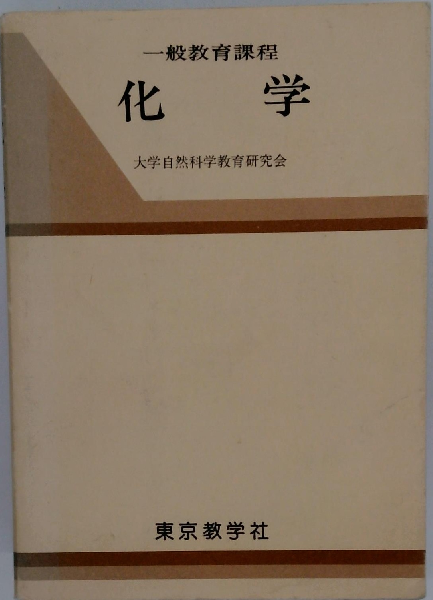 一般教育課程
化学
大学自然科学教育研究会
東京教学社